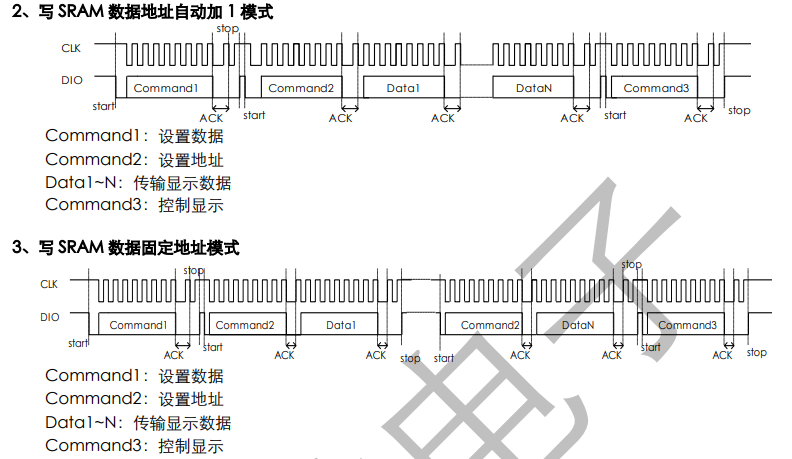 2、写 SRAM 数据地址自动加 1 模式
stop
CLK
DIO
Command1 Command2 Data1 DataN Command3
start ACK start ACK ACK ACK start ACK stop
Command1：设置数据
Command2：设置地址
Data1~N：传输显示数据
Command3：控制显示
3、写 SRAM 数据固定地址模式
stop stop
CLK
DIO
Command1 Command2 Data1 Command2 DataN Command3
start ACK start ACK ACK stop start ACK ACK start ACK stop
Command1：设置数据
Command2：设置地址
Data1~N：传输显示数据
Command3：控制显示
电子